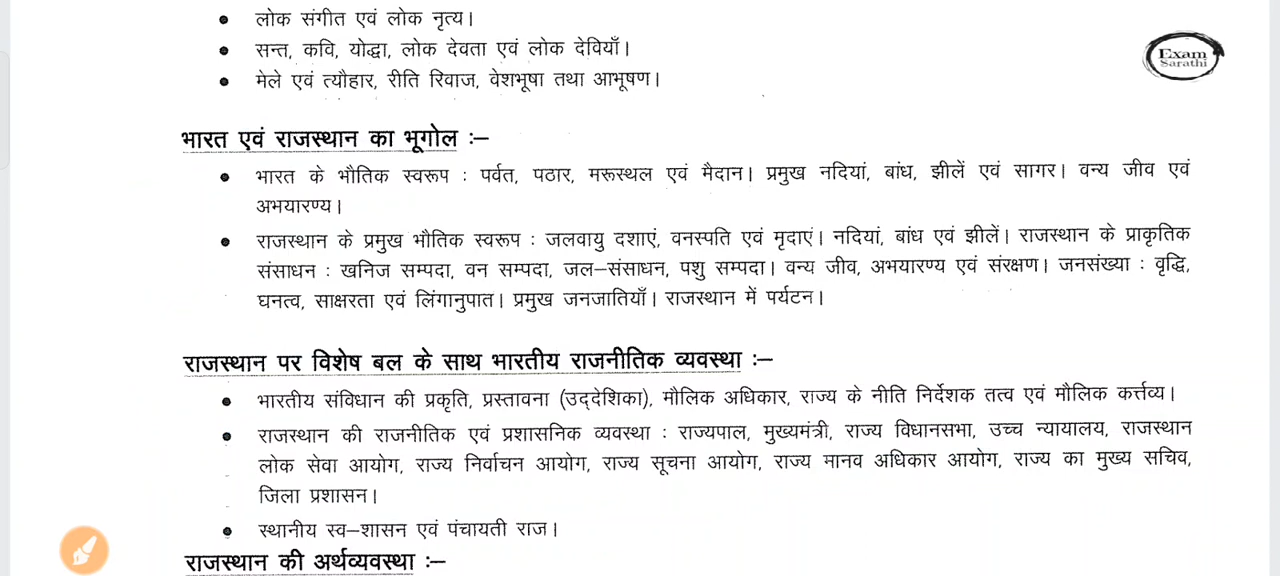 • लोक संगीत एवं लोक नृत्य।
• सन्त, कवि, योद्धा, लोक देवता एवं लोक देवियाँ।
Exam
Sarathi
• मेले एवं त्यौहार, रीति रिवाज, वेशभूषा तथा आभूषण।
भारत एवं राजस्थान का भूगोल :–
• भारत के भौतिक स्वरूप : पर्वत, पठार, मरूस्थल एवं मैदान। प्रमुख नदियां, बांध, झीलें एवं सागर। वन्य जीव एवं
अभयारण्य।
• राजस्थान के प्रमुख भौतिक स्वरूप : जलवायु दशाएं, वनस्पति एवं मृदाएं। नदियां, बांध एवं झीलें। राजस्थान के प्राकृतिक
संसाधन : खनिज सम्पदा, वन सम्पदा, जल–संसाधन, पशु सम्पदा। वन्य जीव, अभयारण्य एवं संरक्षण। जनसंख्या : वृद्धि,
घनत्व, साक्षरता एवं लिंगानुपात। प्रमुख जनजातियाँ। राजस्थान में पर्यटन।
राजस्थान पर विशेष बल के साथ भारतीय राजनीतिक व्यवस्था :–
• भारतीय संविधान की प्रकृति, प्रस्तावना (उद्देशिका), मौलिक अधिकार, राज्य के नीति निर्देशक तत्व एवं मौलिक कर्त्तव्य।
• राजस्थान की राजनीतिक एवं प्रशासनिक व्यवस्था : राज्यपाल, मुख्यमंत्री, राज्य विधानसभा, उच्च न्यायालय, राजस्थान
लोक सेवा आयोग, राज्य निर्वाचन आयोग, राज्य सूचना आयोग, राज्य मानव अधिकार आयोग, राज्य का मुख्य सचिव,
जिला प्रशासन।
• स्थानीय स्व–शासन एवं पंचायती राज।
राजस्थान की अर्थव्यवस्था :–